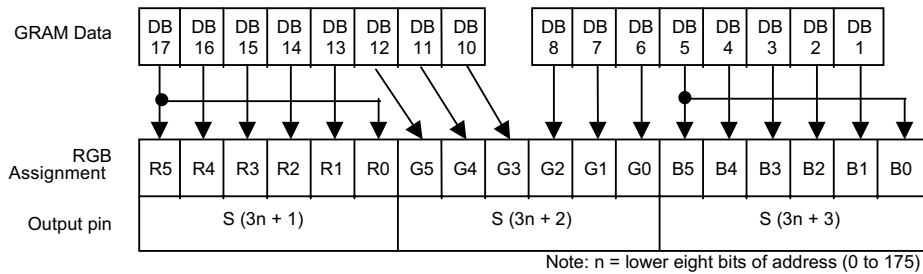 GRAM Data DB 17 DB 16 DB 15 DB 14 DB 13 DB 12 DB 11 DB 10 DB 8 DB 7 DB 6 DB 5 DB 4 DB 3 DB 2 DB 1
RGB Assignment R5 R4 R3 R2 R1 R0 G5 G4 G3 G2 G1 G0 B5 B4 B3 B2 B1 B0
Output pin S (3n + 1) S (3n + 2) S (3n + 3)
Note: n = lower eight bits of address (0 to 175)